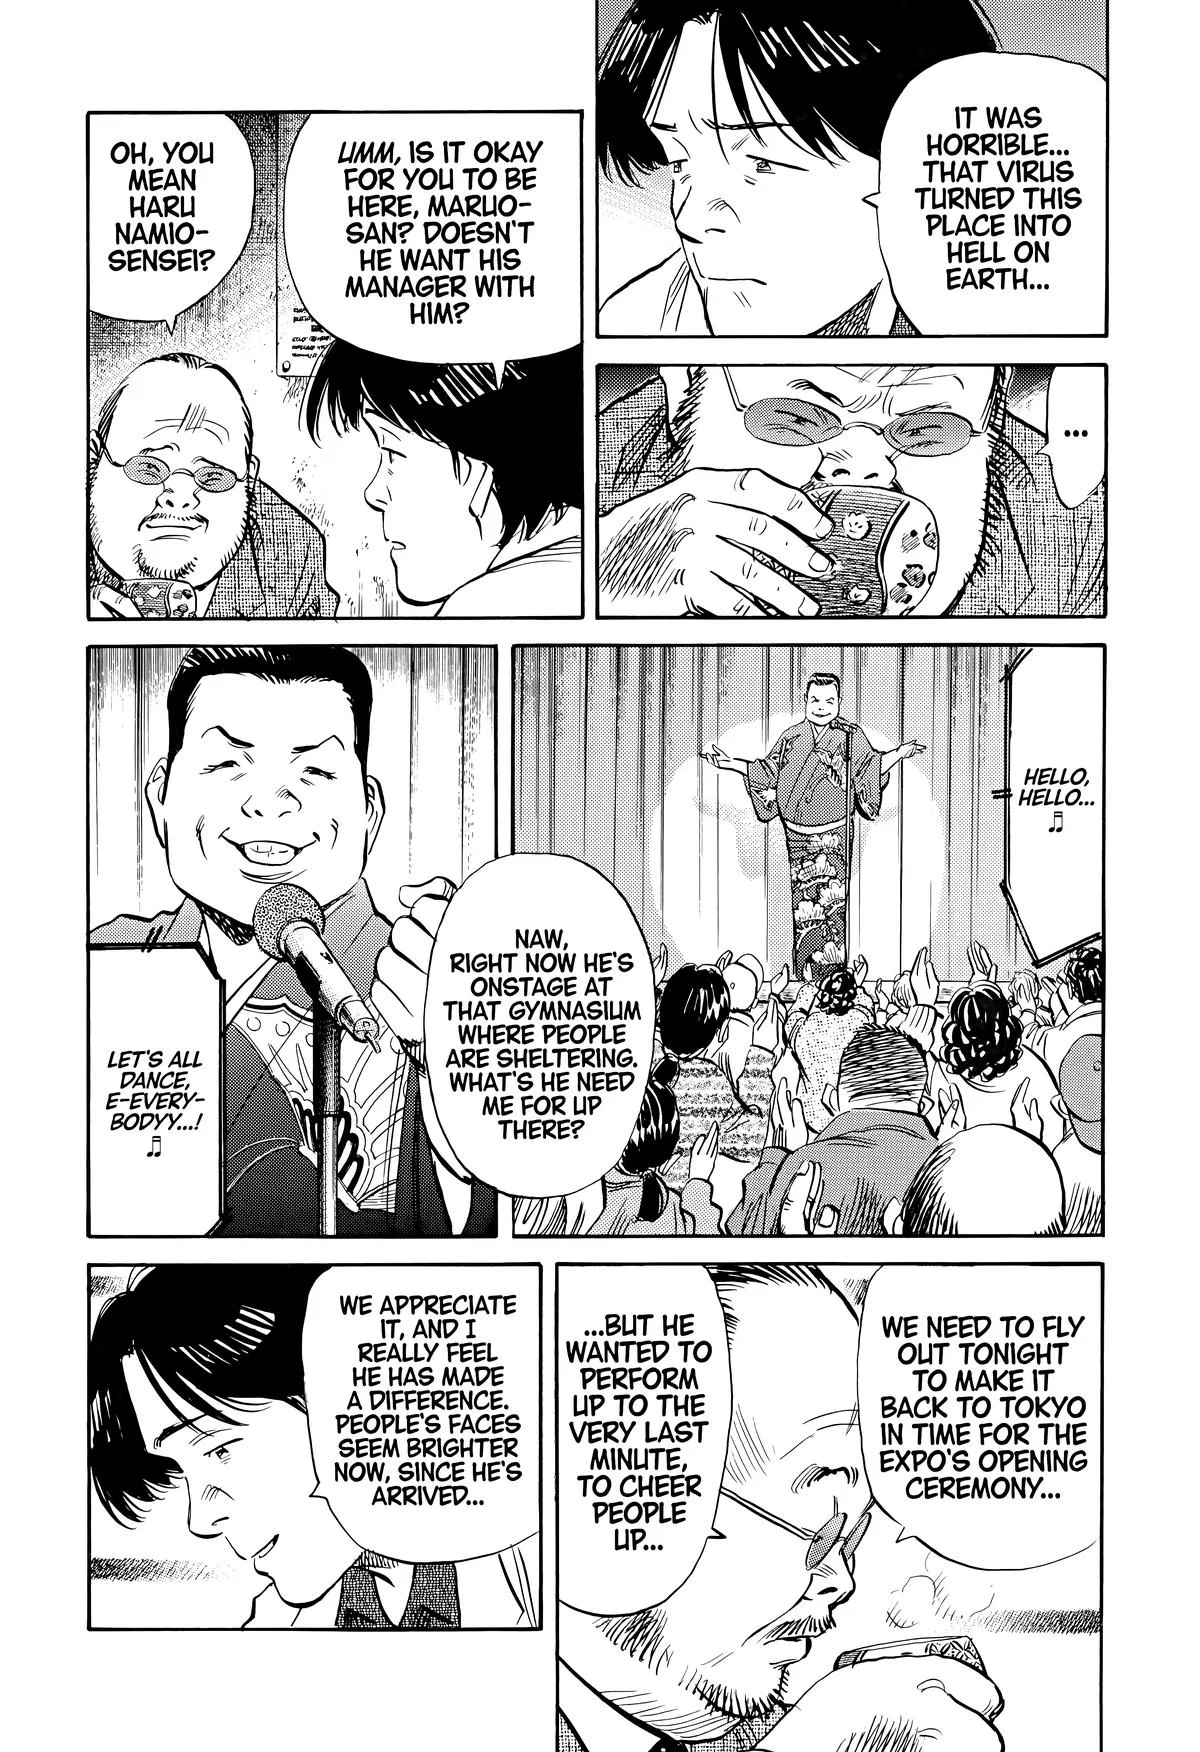 IT WAS
HORRIBLE...
THAT VIRUS
TURNED THIS
PLACE INTO
HELL ON
EARTH...
...
UMM, IS IT OKAY
FOR YOU TO BE
HERE, MARUO-
SAN? DOESN'T
HE WANT HIS
MANAGER WITH
HIM?
OH, YOU
MEAN
HARU
NAMIO-
SENSEI?
HELLO,
HELLO...
♫
NAW,
RIGHT NOW HE'S
ONSTAGE AT
THAT GYMNASIUM
WHERE PEOPLE
ARE SHELTERING.
WHAT'S HE NEED
ME FOR UP
THERE?
LET'S ALL
DANCE,
E-EVERY-
BODYY...!
♫
WE NEED TO FLY
OUT TONIGHT
TO MAKE IT
BACK TO TOKYO
IN TIME FOR THE
EXPO'S OPENING
CEREMONY...
...BUT HE
WANTED TO
PERFORM
UP TO THE
VERY LAST
MINUTE,
TO CHEER
PEOPLE
UP...
WE APPRECIATE
IT, AND I
REALLY FEEL
HE HAS MADE
A DIFFERENCE.
PEOPLE'S FACES
SEEM BRIGHTER
NOW, SINCE HE'S
ARRIVED...